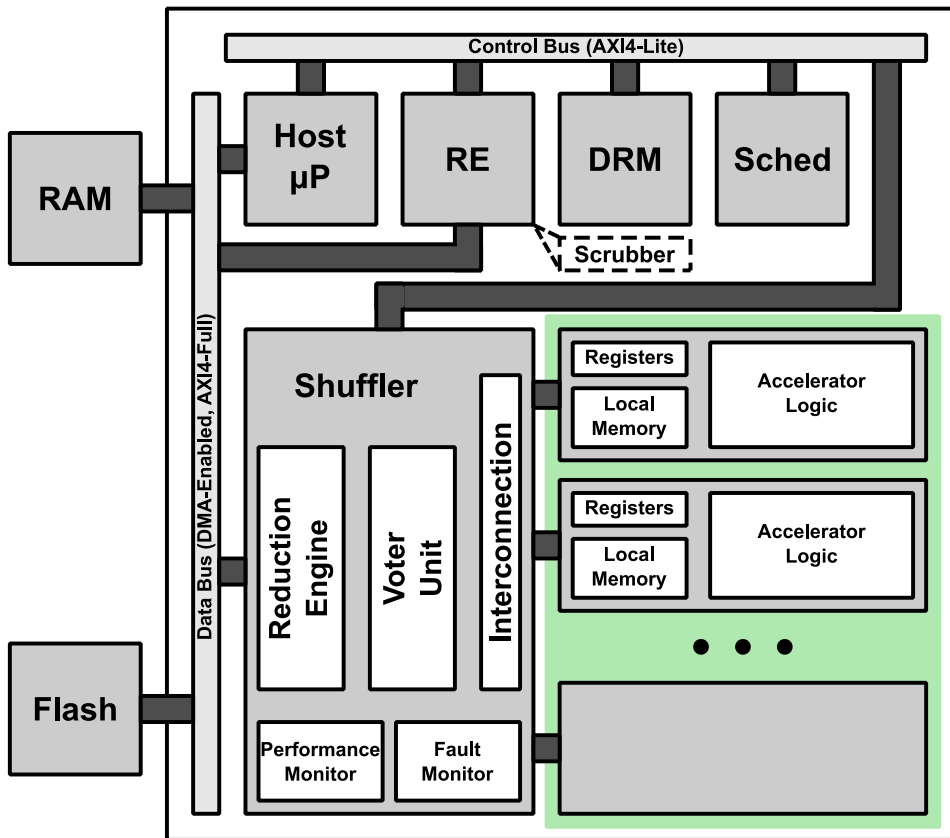 Control Bus (AXI4-Lite)
Host
µP
RE
DRM
Sched
RAM
Scrubber
Data Bus (DMA-Enabled, AXI4-Full)
Shuffler
Reduction
Engine
Voter
Unit
Interconnection
Registers
Local
Memory
Accelerator
Logic
Registers
Local
Memory
Accelerator
Logic
Flash
Performance
Monitor
Fault
Monitor